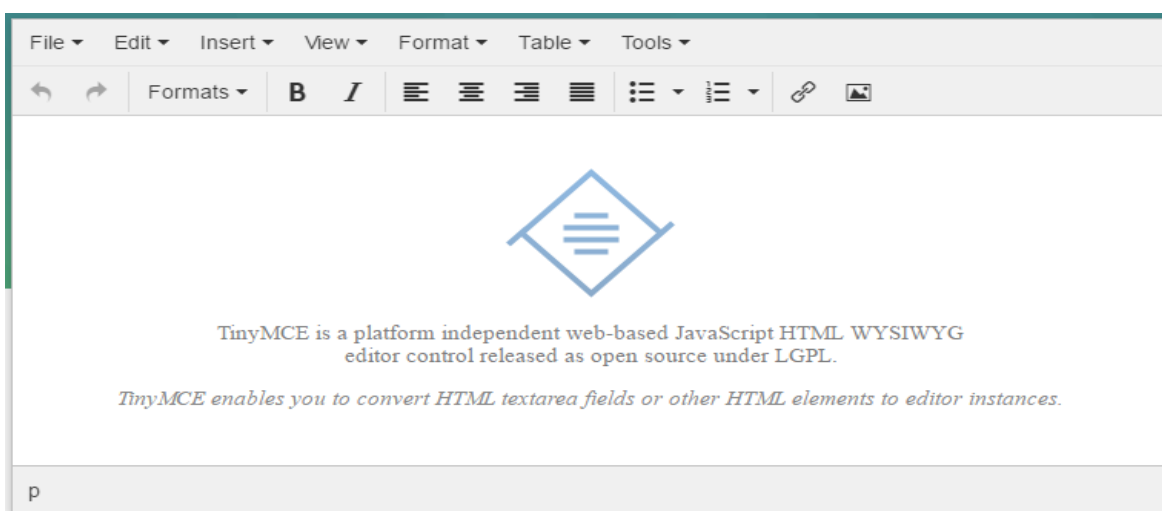 File Edit Insert View Format Table Tools
Formats B I
TinyMCE is a platform independent web-based JavaScript HTML WYSIWYG
editor control released as open source under LGPL.
TinyMCE enables you to convert HTML textarea fields or other HTML elements to editor instances.
p